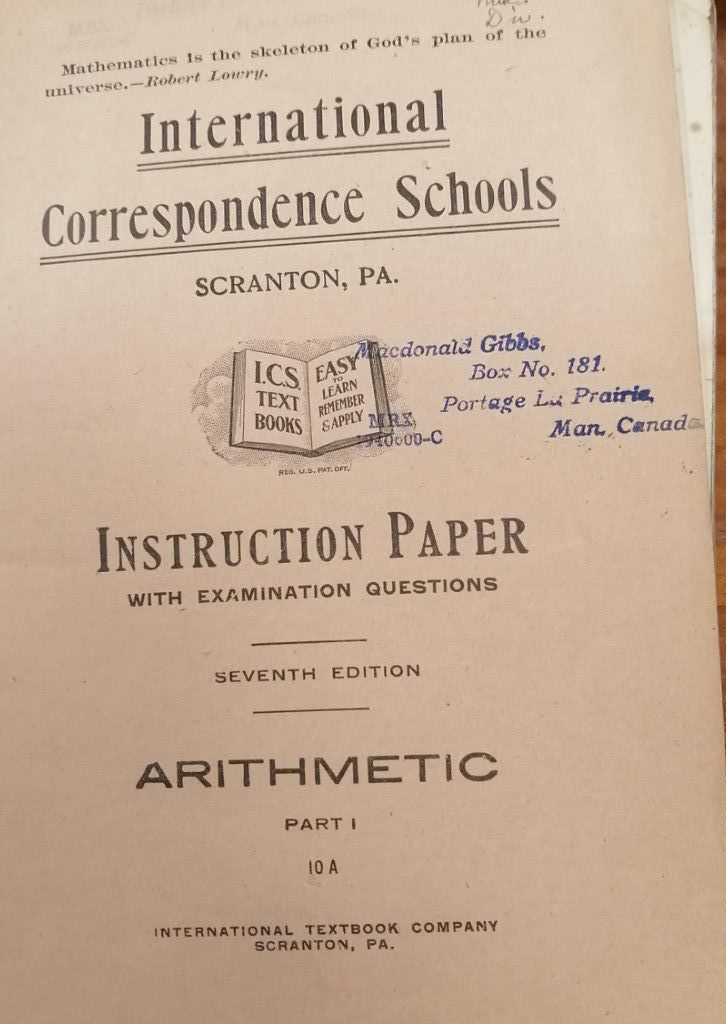 Div.
Mathematics is the skeleton of God's plan of the
universe.—Robert Lowry.
International
Correspondence Schools
SCRANTON, PA.
I.C.S.
TEXT
BOOKS
EASY
TO
LEARN
REMEMBER
& APPLY
REG. U.S. PAT. OFF.
Macdonald Gibbs,
Box No. 181.
Portage La Prairie,
Man., Canada
MRX,
INSTRUCTION PAPER
WITH EXAMINATION QUESTIONS
SEVENTH EDITION
ARITHMETIC
PART I
10 A
INTERNATIONAL TEXTBOOK COMPANY
SCRANTON, PA.